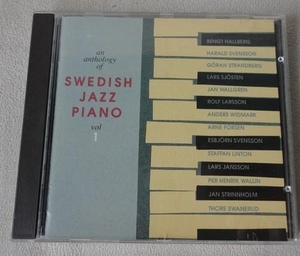 an
anthology
of
SWEDISH
JAZZ
PIANO
vol
1
BENGT HALLBERG
HARALD SVENSSON
GÖRAN STRANDBERG
LARS SJÖSTEN
JAN WALLGREN
ROLF LARSSON
ANDERS WIDMARK
ARNE FORSÉN
ESBJÖRN SVENSSON
STAFFAN LINTON
LARS JANSSON
PER HENRIK WALLIN
JAN STRINNHOLM
THORE SWANERUD